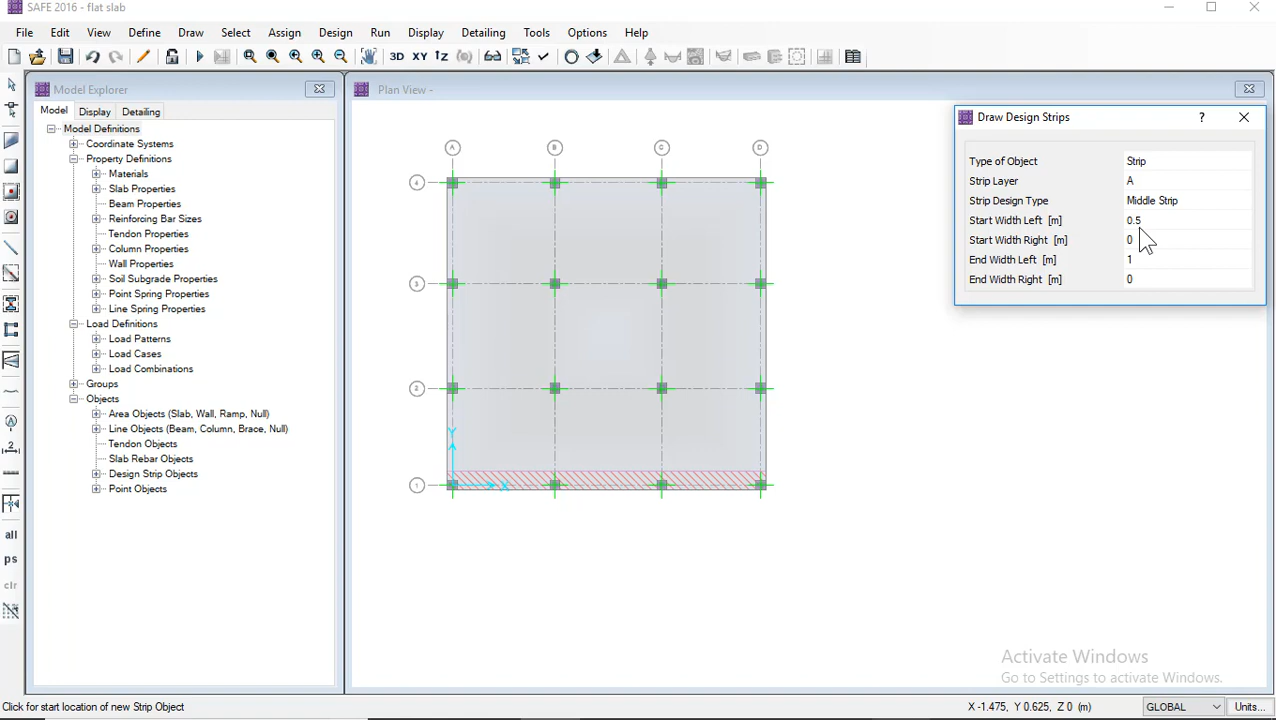 SAFE 2016 - flat slab
File Edit View Define Draw Select Assign Design Run Display Detailing Tools Options Help
3D XY
Model Explorer
Model Display Detailing
Model Definitions
Coordinate Systems
Property Definitions
Materials
Slab Properties
Beam Properties
Reinforcing Bar Sizes
Tendon Properties
Column Properties
Wall Properties
Soil Subgrade Properties
Point Spring Properties
Line Spring Properties
Load Definitions
Load Patterns
Load Cases
Load Combinations
Groups
Objects
Area Objects (Slab, Wall, Ramp, Null)
Line Objects (Beam, Column, Brace, Null)
Tendon Objects
Slab Rebar Objects
Design Strip Objects
Point Objects
all
ps
clr
Plan View -
A B C D
4
3
2
1
Y
X
Draw Design Strips ?
Type of Object Strip
Strip Layer A
Strip Design Type Middle Strip
Start Width Left [m] 0.5
Start Width Right [m] 0
End Width Left [m] 1
End Width Right [m] 0
Activate Windows
Go to Settings to activate Windows.
Click for start location of new Strip Object X -1.475, Y 0.625, Z 0 (m) GLOBAL Units...